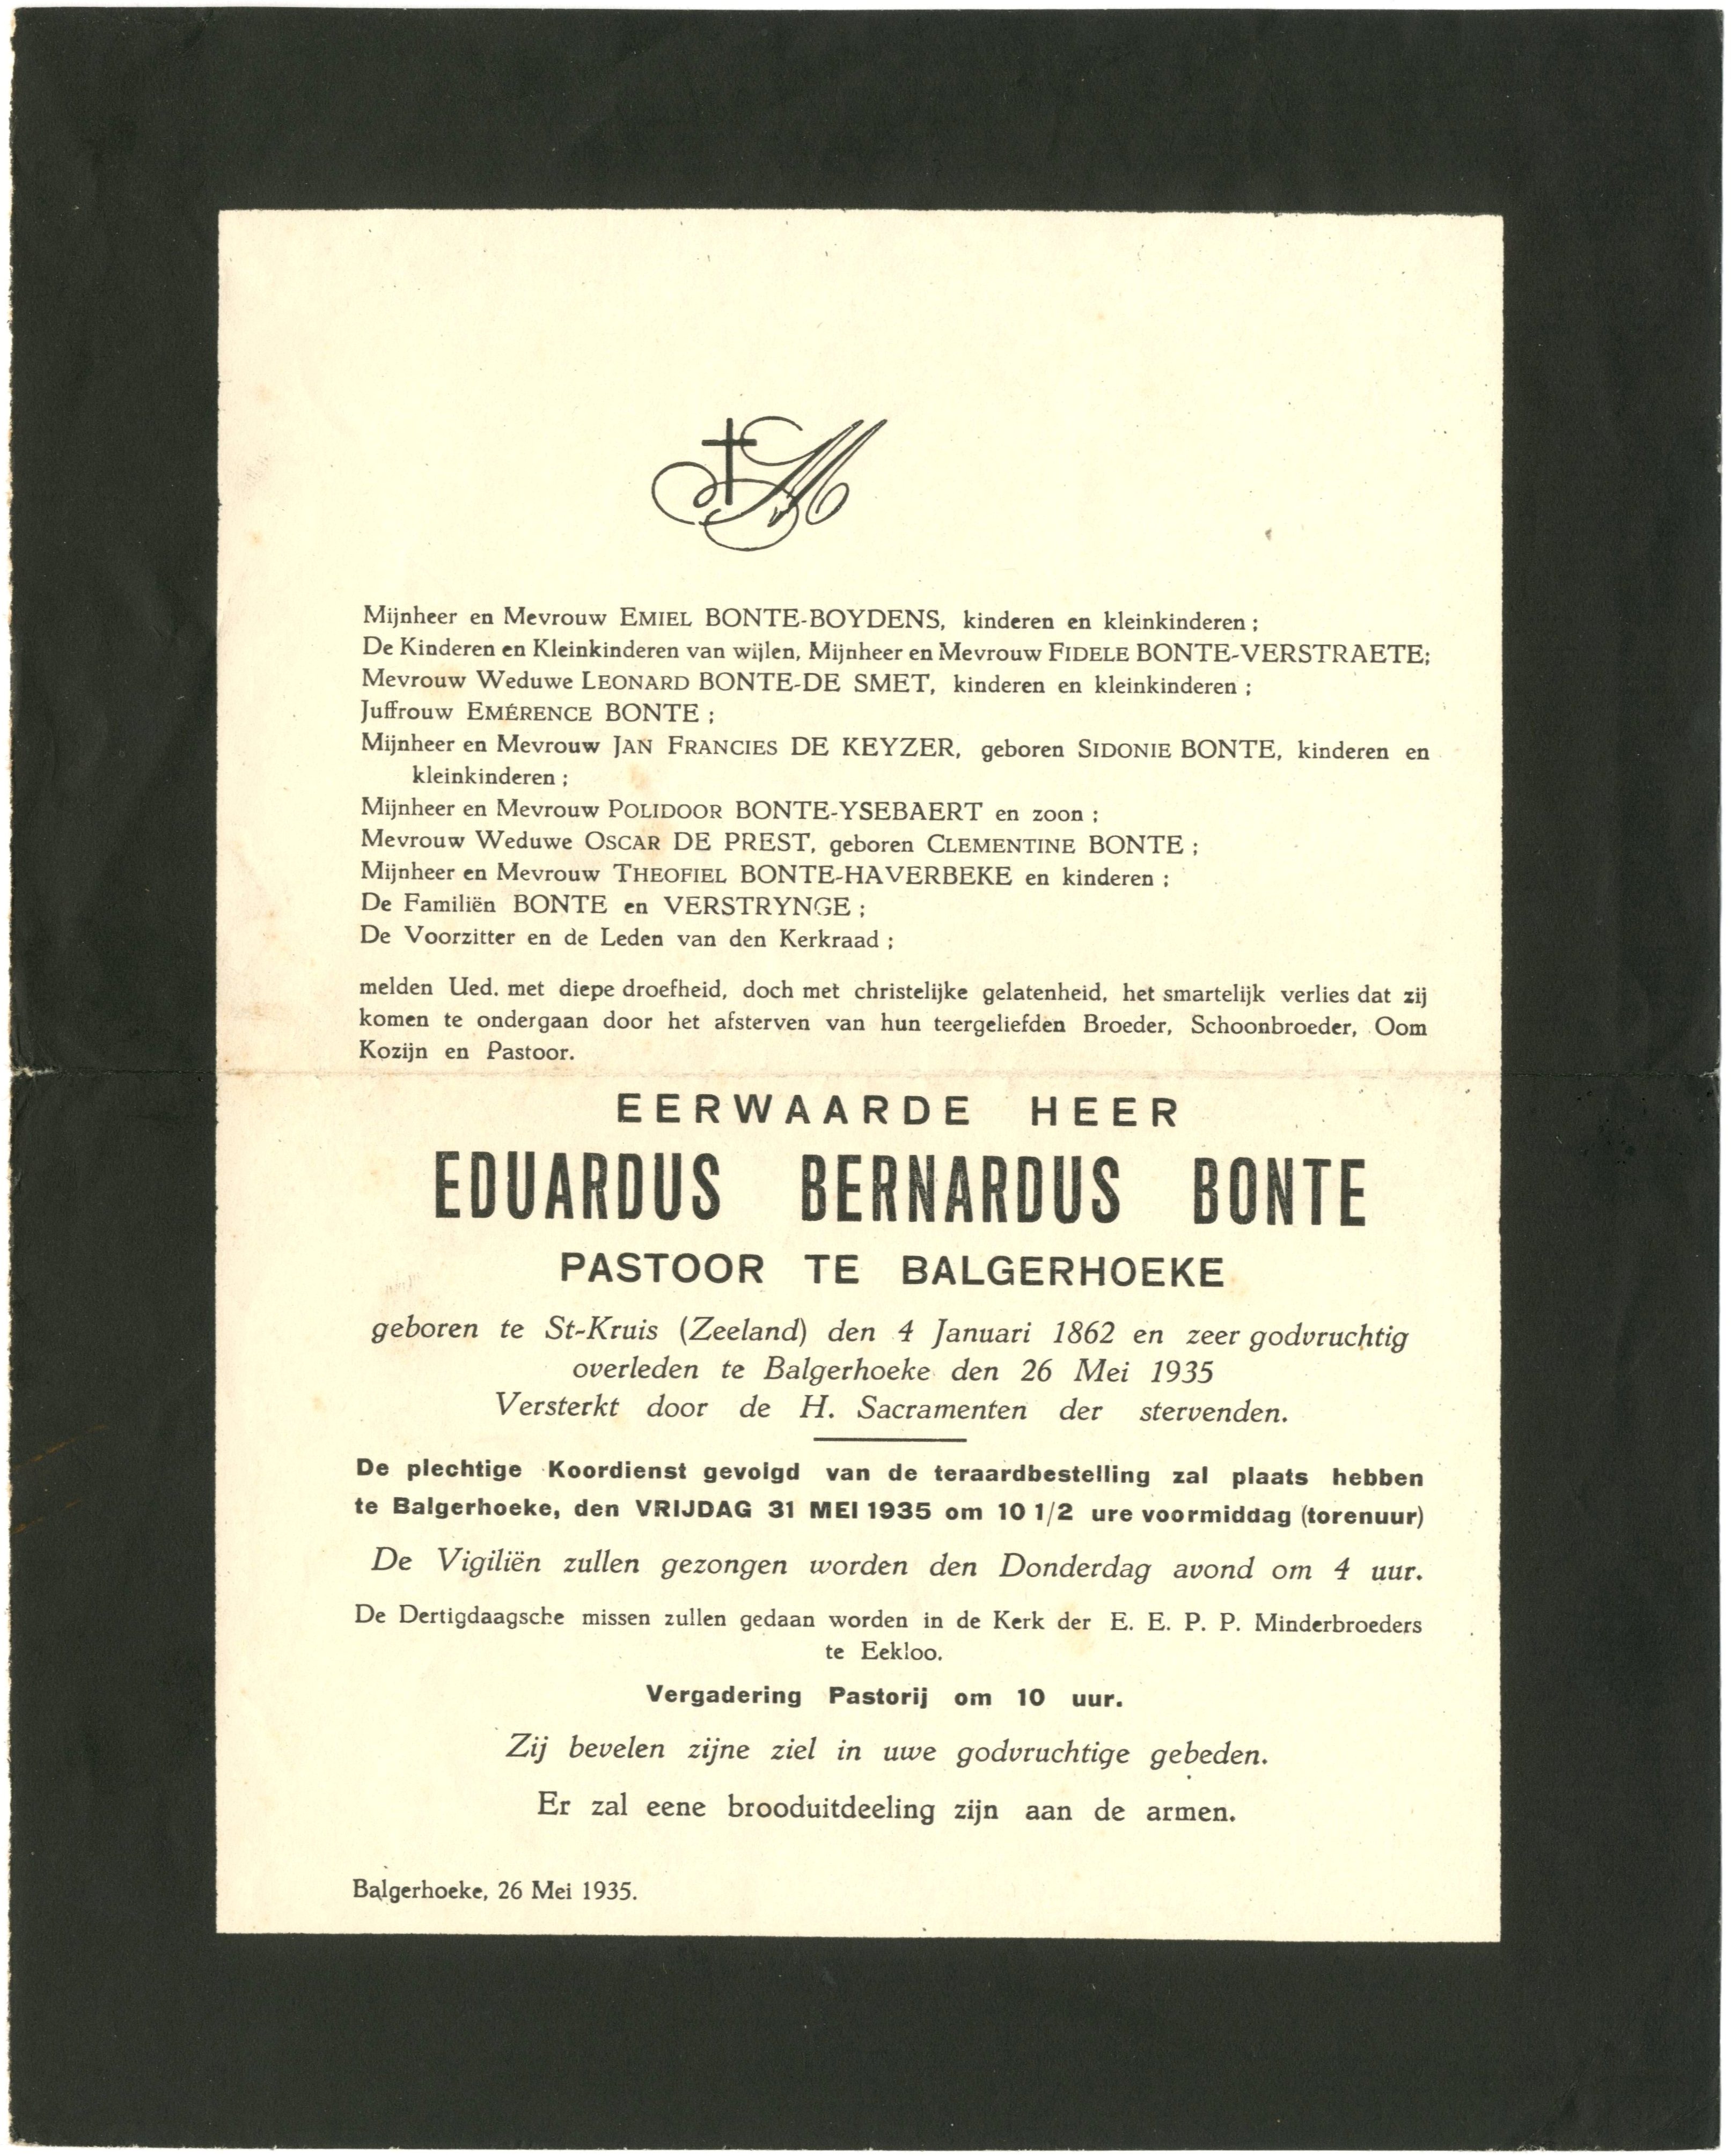 M
Mijnheer en Mevrouw EMIEL BONTE-BOYDENS, kinderen en kleinkinderen ;
De Kinderen en Kleinkinderen van wijlen, Mijnheer en Mevrouw FIDELE BONTE-VERSTRAETE;
Mevrouw Weduwe LEONARD BONTE-DE SMET, kinderen en kleinkinderen ;
Juffrouw EMÉRENCE BONTE ;
Mijnheer en Mevrouw JAN FRANCIES DE KEYZER, geboren SIDONIE BONTE, kinderen en
kleinkinderen ;
Mijnheer en Mevrouw POLIDOOR BONTE-YSEBAERT en zoon ;
Mevrouw Weduwe OSCAR DE PREST, geboren CLEMENTINE BONTE ;
Mijnheer en Mevrouw THEOFIEL BONTE-HAVERBEKE en kinderen ;
De Familiën BONTE en VERSTRYNGE ;
De Voorzitter en de Leden van den Kerkraad ;
melden Ued. met diepe droefheid, doch met christelijke gelatenheid, het smartelijk verlies dat zij
komen te ondergaan door het afsterven van hun teergeliefden Broeder, Schoonbroeder, Oom
Kozijn en Pastoor.
EERWAARDE HEER
EDUARDUS BERNARDUS BONTE
PASTOOR TE BALGERHOEKE
geboren te St-Kruis (Zeeland) den 4 Januari 1862 en zeer godvruchtig
overleden te Balgerhoeke den 26 Mei 1935
Versterkt door de H. Sacramenten der stervenden.
De plechtige Koordienst gevolgd van de teraardbestelling zal plaats hebben
te Balgerhoeke, den VRIJDAG 31 MEI 1935 om 10 1/2 ure voormiddag (torenuur)
De Vigiliën zullen gezongen worden den Donderdag avond om 4 uur.
De Dertigdaagsche missen zullen gedaan worden in de Kerk der E. E. P. P. Minderbroeders
te Eekloo.
Vergadering Pastorij om 10 uur.
Zij bevelen zijne ziel in uwe godvruchtige gebeden.
Er zal eene brooduitdeeling zijn aan de armen.
Balgerhoeke, 26 Mei 1935.